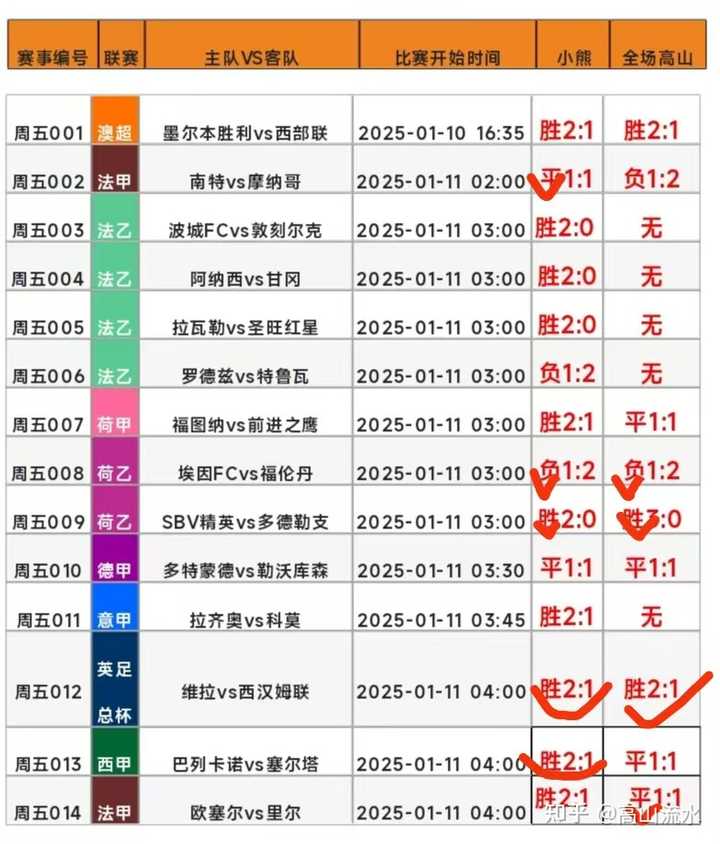 赛事编号 联赛 主队VS客队 比赛开始时间 小熊 全场高山
周五001 澳超 墨尔本胜利vs西部联 2025-01-10 16:35 胜2:1 胜2:1
周五002 法甲 南特vs摩纳哥 2025-01-11 02:00 平1:1 负1:2
周五003 法乙 波城FCvs敦刻尔克 2025-01-11 03:00 胜2:0 无
周五004 法乙 阿纳西vs甘冈 2025-01-11 03:00 胜2:0 无
周五005 法乙 拉瓦勒vs圣旺红星 2025-01-11 03:00 胜2:0 无
周五006 法乙 罗德兹vs特鲁瓦 2025-01-11 03:00 负1:2 无
周五007 荷甲 福图纳vs前进之鹰 2025-01-11 03:00 胜2:1 平1:1
周五008 荷乙 埃因FCvs福伦丹 2025-01-11 03:00 负1:2 负1:2
周五009 荷乙 SBV精英vs多德勒支 2025-01-11 03:00 胜2:0 胜3:0
周五010 德甲 多特蒙德vs勒沃库森 2025-01-11 03:30 平1:1 平1:1
周五011 意甲 拉齐奥vs科莫 2025-01-11 03:45 胜2:1 无
周五012 英足总杯 维拉vs西汉姆联 2025-01-11 04:00 胜2:1 胜2:1
周五013 西甲 巴列卡诺vs塞尔塔 2025-01-11 04:00 胜2:1 平1:1
周五014 法甲 欧塞尔vs里尔 2025-01-11 04:00 胜2:1 平1:1
知乎 @高山流水